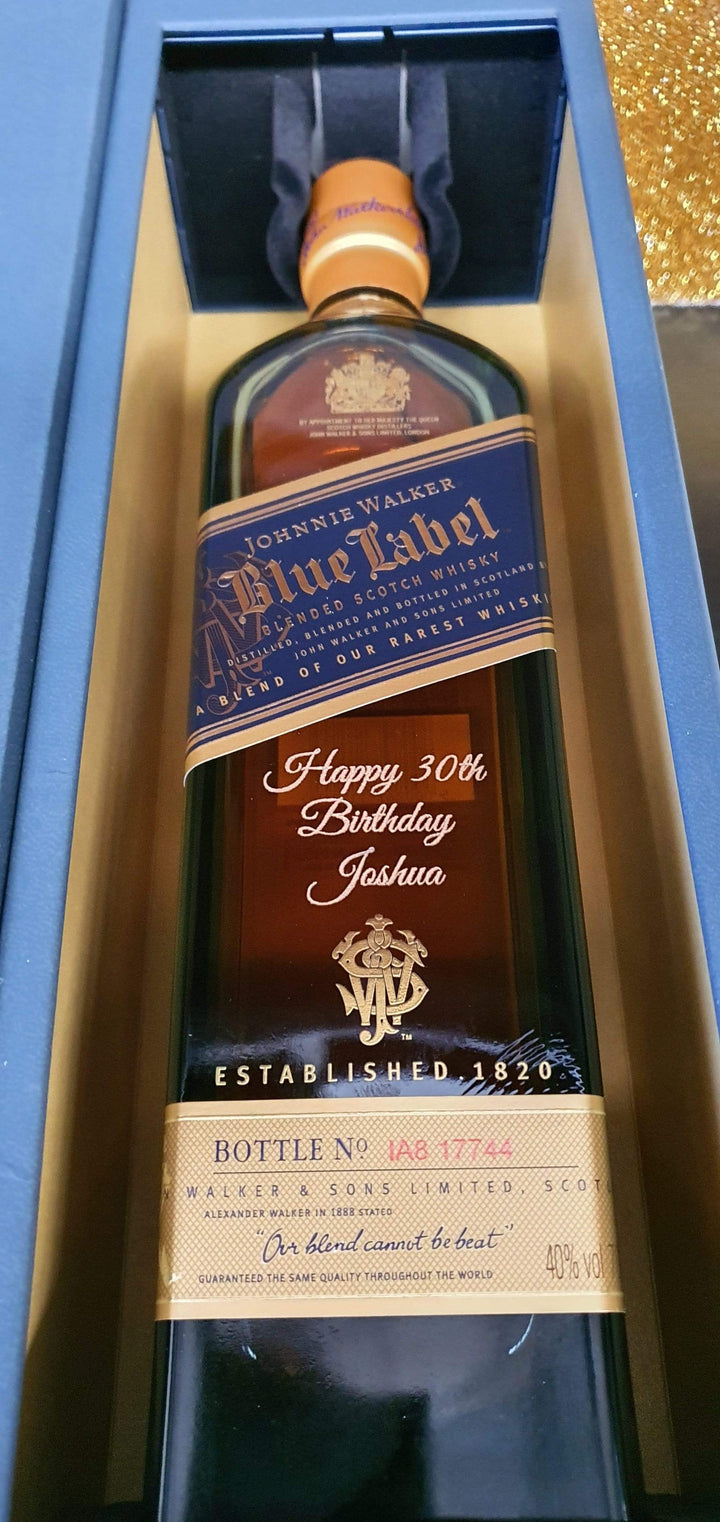 BY APPOINTMENT TO HER MAJESTY THE QUEEN
SCOTCH WHISKY DISTILLERS
JOHN WALKER & SONS LIMITED, LONDON
JOHNNIE WALKER
Blue Label
BLENDED SCOTCH WHISKY
DISTILLED, BLENDED AND BOTTLED IN SCOTLAND
JOHN WALKER AND SONS LIMITED
A BLEND OF OUR RAREST WHISKI
Happy 30th
Birthday
Joshua
TM
ESTABLISHED.1820.
BOTTLE Nº IA8 17744
WALKER & SONS LIMITED, SCOT
ALEXANDER WALKER IN 1888 STATED
"Our blend cannot be beat"
40% vol
GUARANTEED THE SAME QUALITY THROUGHOUT THE WORLD